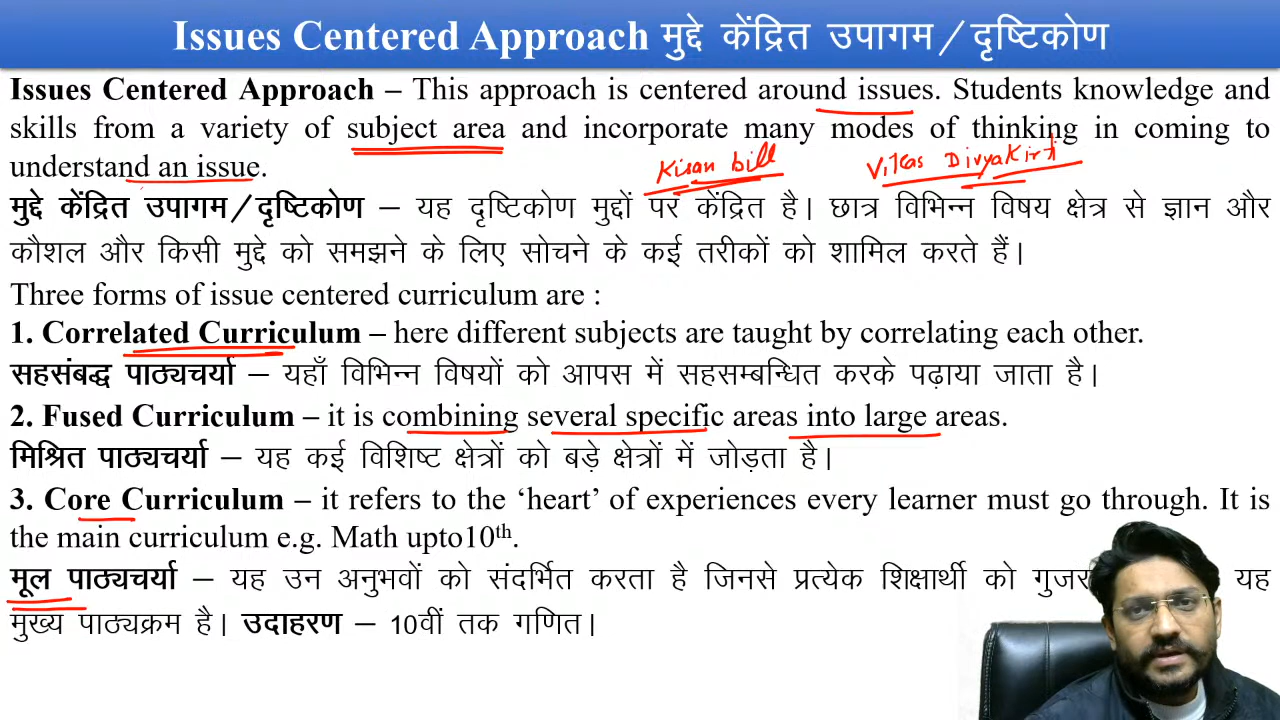 Issues Centered Approach मुद्दे केंद्रित उपागम/दृष्टिकोण
Issues Centered Approach – This approach is centered around issues. Students knowledge and
skills from a variety of subject area and incorporate many modes of thinking in coming to
understand an issue.
Kisan bill
Vikas Divyakirti
मुद्दे केंद्रित उपागम/दृष्टिकोण – यह दृष्टिकोण मुद्दों पर केंद्रित है। छात्र विभिन्न विषय क्षेत्र से ज्ञान और
कौशल और किसी मुद्दे को समझने के लिए सोचने के कई तरीकों को शामिल करते हैं।
Three forms of issue centered curriculum are :
1. Correlated Curriculum – here different subjects are taught by correlating each other.
सहसंबद्ध पाठ्यचर्या – यहाँ विभिन्न विषयों को आपस में सहसम्बन्धित करके पढ़ाया जाता है।
2. Fused Curriculum – it is combining several specific areas into large areas.
मिश्रित पाठ्यचर्या – यह कई विशिष्ट क्षेत्रों को बड़े क्षेत्रों में जोड़ता है।
3. Core Curriculum – it refers to the ‘heart’ of experiences every learner must go through. It is
the main curriculum e.g. Math upto10th.
मूल पाठ्यचर्या – यह उन अनुभवों को संदर्भित करता है जिनसे प्रत्येक शिक्षार्थी को गुजर यह
मुख्य पाठ्यक्रम है। उदाहरण – 10वीं तक गणित।